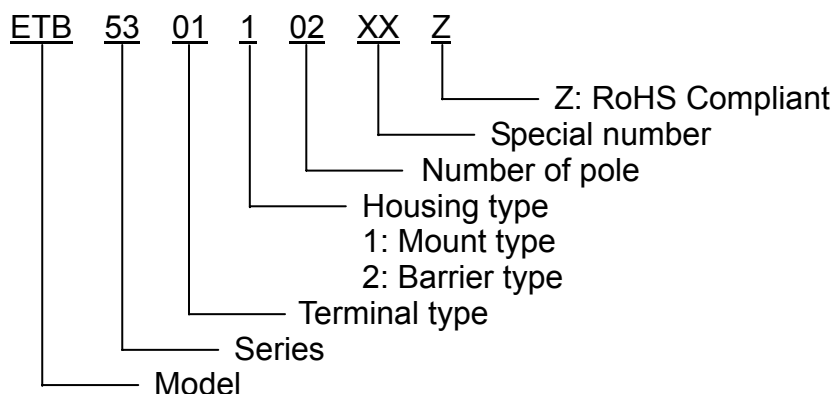 ETB 53 01 1 02 XX Z
Z: RoHS Compliant
Special number
Number of pole
Housing type
1: Mount type
2: Barrier type
Terminal type
Series
Model